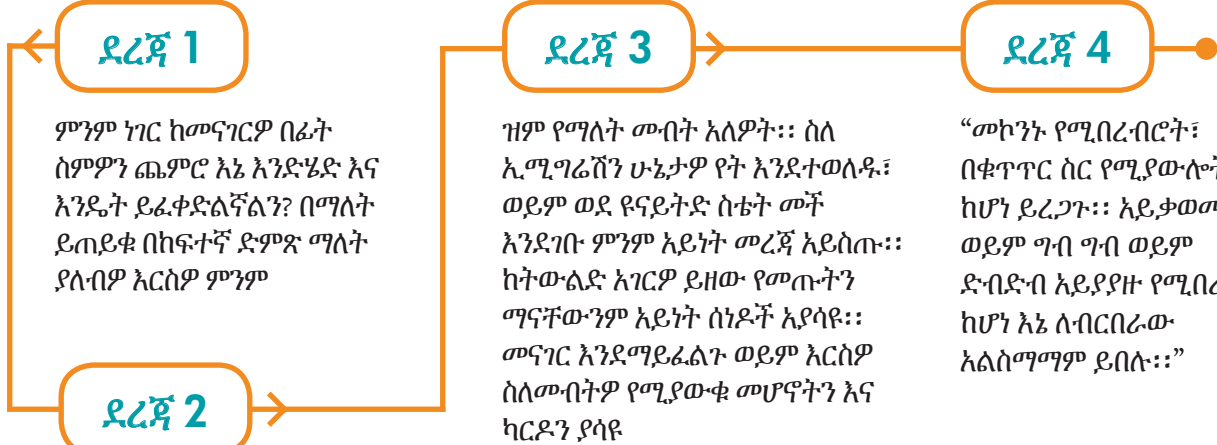 ደረጃ 1
ምንም ነገር ከመናገርዎ በፊት
ስምዎን ጨምሮ እኔ እንድሄድ እና
እንዴት ይፈቀድልኛልን? በማለት
ይጠይቁ በከፍተኛ ድምጽ ማለት
ያለብዎ እርስዎ ምንም
ደረጃ 2
ደረጃ 3
ዝም የማለት መብት አለዎት፡፡ ስለ
ኢሚግሬሽን ሁኔታዎ የት እንደተወለዱ፣
ወይም ወደ ዩናይትድ ስቴት መች
እንደገቡ ምንም አይነት መረጃ አይስጡ፡፡
ከትውልድ አገርዎ ይዘው የመጡትን
ማናቸውንም አይነት ሰነዶች አያሳዩ፡፡
መናገር እንደማይፈልጉ ወይም እርስዎ
ስለመብትዎ የሚያውቁ መሆኖትን እና
ካርዶን ያሳዩ
ደረጃ 4
“መኮንኑ የሚበረብሮት፣
በቁጥጥር ስር የሚያውሎት
ከሆነ ይረጋጉ፡፡ አይቃወሙ
ወይም ግብ ግብ ወይም
ድብድብ አይያያዙ
ከሆነ እኔ ለብርበራው
አልስማማም ይበሉ፡፡”